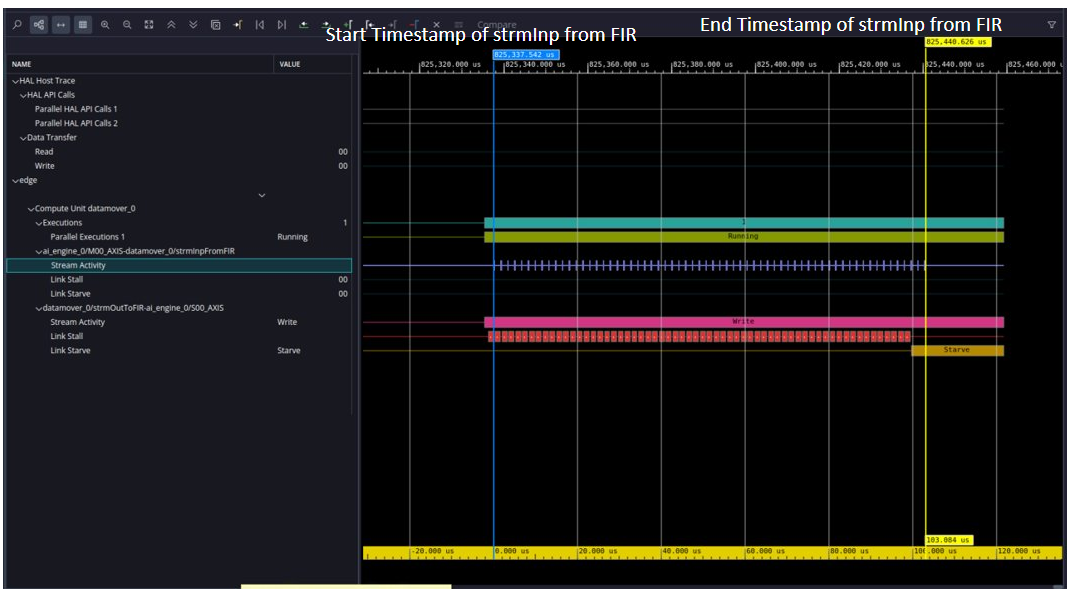 Compare
Start Timestamp of strmInp from FIR
End Timestamp of strmInp from FIR
825,337.542 us
825,440.626 us
NAME VALUE
825,320.000 us 825,340.000 us 825,360.000 us 825,380.000 us 825,400.000 us 825,420.000 us 825,440.000 us 825,460.000
HAL Host Trace
HAL API Calls
Parallel HAL API Calls 1
Parallel HAL API Calls 2
Data Transfer
Read 00
Write 00
edge
Compute Unit datamover_0
Executions 1 1
Parallel Executions 1 Running Running
ai_engine_0/M00_AXIS-datamover_0/strmInpFromFIR
Stream Activity
Link Stall 00
Link Starve 00
datamover_0/strmOutToFIR-ai_engine_0/S00_AXIS
Stream Activity Write Write
Link Stall
Link Starve Starve Starve
103.084 us
-20.000 us 0.000 us 20.000 us 40.000 us 60.000 us 80.000 us 100.000 us 120.000 us